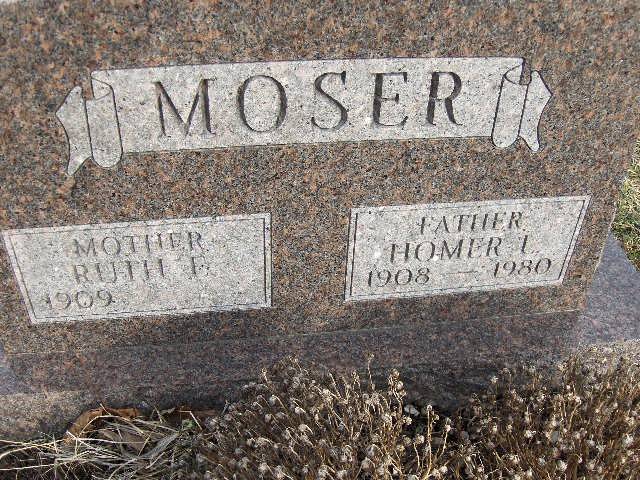 MOSER
MOTHER
RUTH F.
1909
FATHER
HOMER L.
1908 — 1980